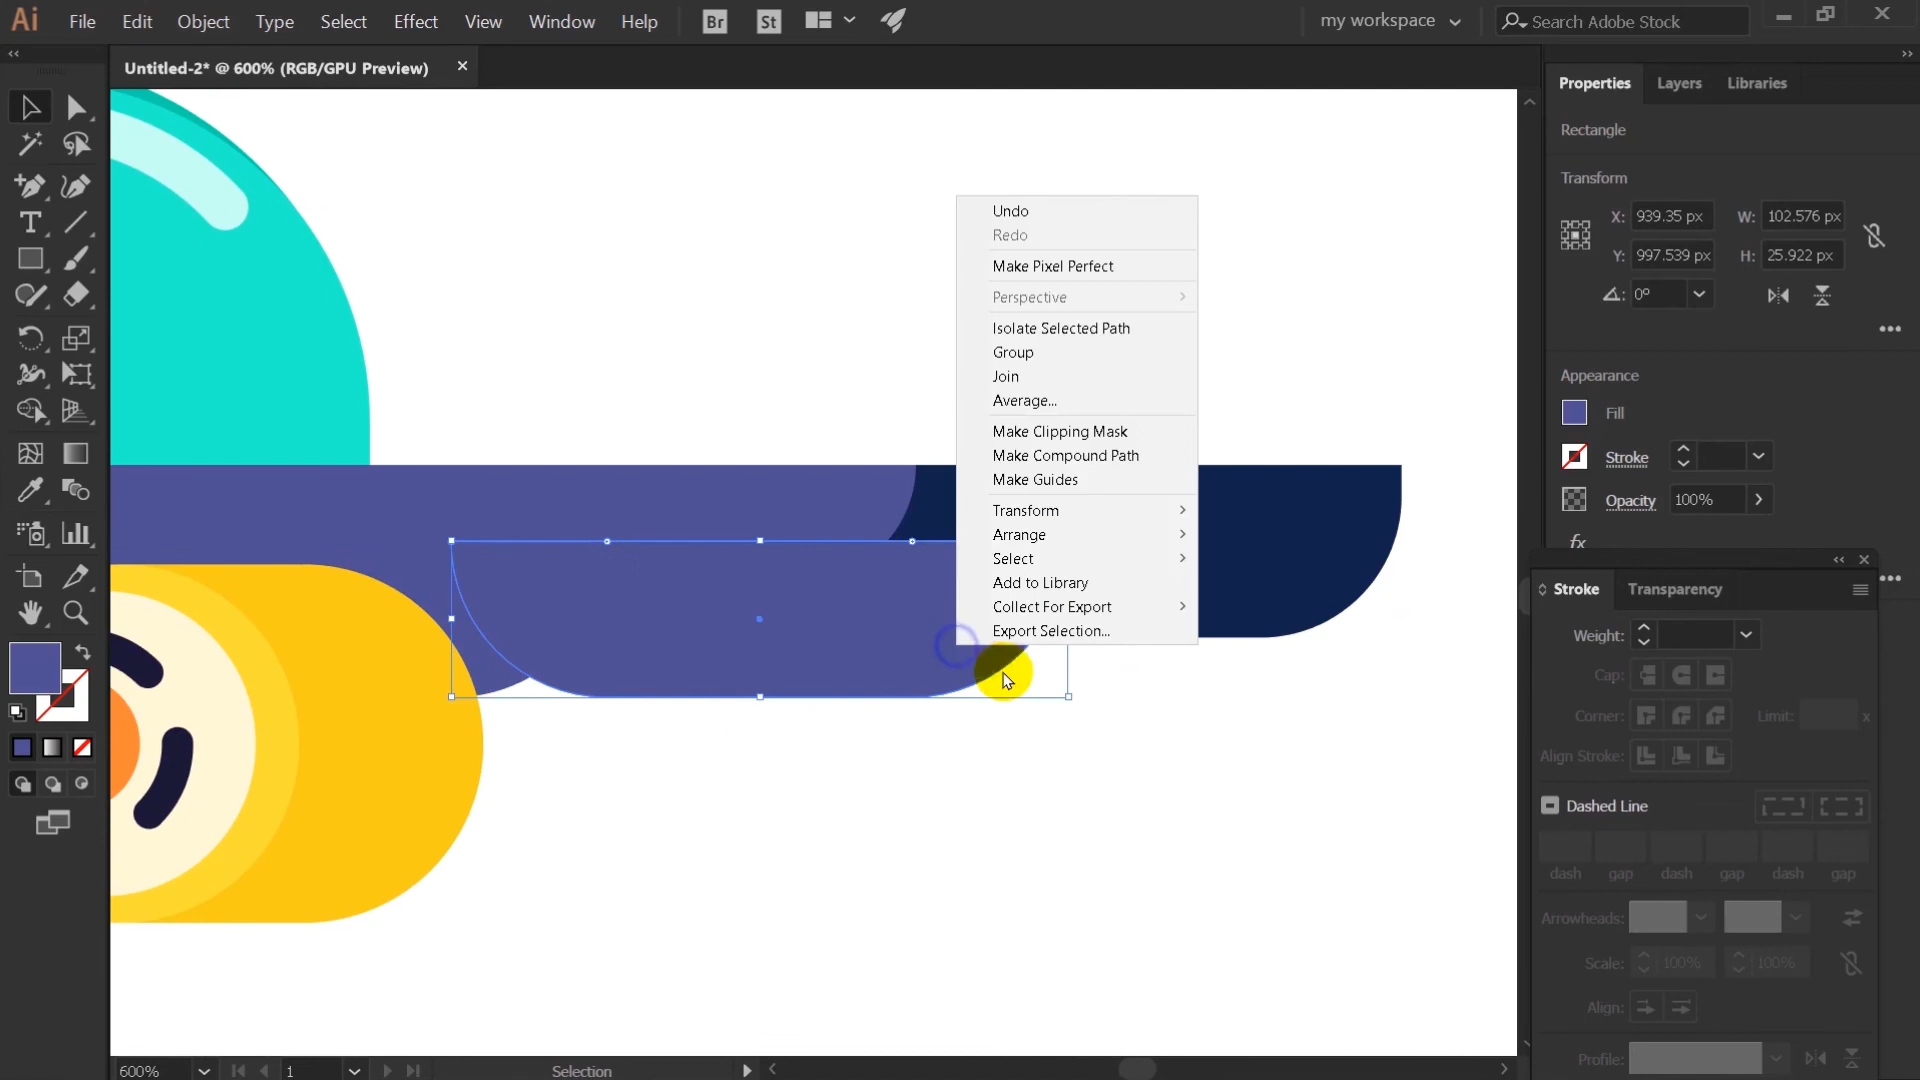 Ai File Edit Object Type Select Effect View Window Help Br St my workspace Search Adobe Stock
Untitled-2* @ 600% (RGB/GPU Preview)
Properties Layers Libraries
Rectangle
Transform
X: 939.35 px W: 102.576 px
Y: 997.539 px H: 25.922 px
0°
Appearance
Fill
Stroke
Opacity 100%
fx
Undo
Redo
Make Pixel Perfect
Perspective
Isolate Selected Path
Group
Join
Average...
Make Clipping Mask
Make Compound Path
Make Guides
Transform
Arrange
Select
Add to Library
Collect For Export
Export Selection...
Stroke Transparency
Weight:
Cap:
Corner: Limit: x
Align Stroke:
Dashed Line
dash gap dash gap dash gap
Arrowheads:
Scale: 100% 100%
Align:
Profile:
600% 1 Selection